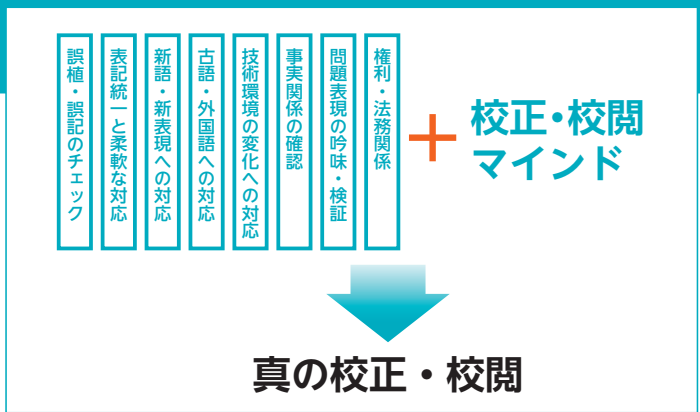 誤植・誤記のチェック
表記統一と柔軟な対応
新語・新表現への対応
古語・外国語への対応
技術環境の変化への対応
事実関係の確認
問題表現の吟味・検証
権利・法務関係
+
校正・校閲
マインド
真の校正・校閲